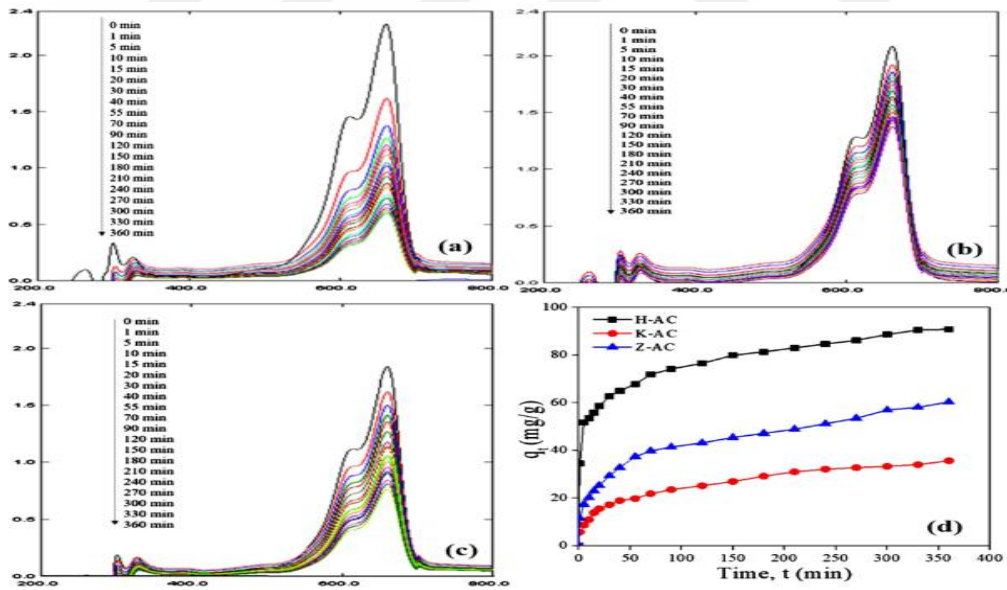 2.4
2.0
1.5
1.0
0.5
0.0
0 min
1 min
5 min
10 min
15 min
20 min
30 min
40 min
55 min
70 min
90 min
120 min
150 min
180 min
210 min
240 min
270 min
300 min
330 min
360 min
(a)
200.0 400.0 600.0 800.0
2.4
2.0
1.5
1.0
0.5
0.0
0 min
1 min
5 min
10 min
15 min
20 min
30 min
40 min
55 min
70 min
90 min
120 min
150 min
180 min
210 min
240 min
270 min
300 min
330 min
360 min
(b)
200.0 400.0 600.0 800.0
2.4
2.0
1.5
1.0
0.5
0.0
0 min
1 min
5 min
10 min
15 min
20 min
30 min
40 min
55 min
70 min
90 min
120 min
150 min
180 min
210 min
240 min
270 min
300 min
330 min
360 min
(c)
200.0 400.0 600.0 800.0
100
80
60
40
20
0
qt (mg/g)
H-AC
K-AC
Z-AC
(d)
0 50 100 150 200 250 300 350 400
Time, t (min)